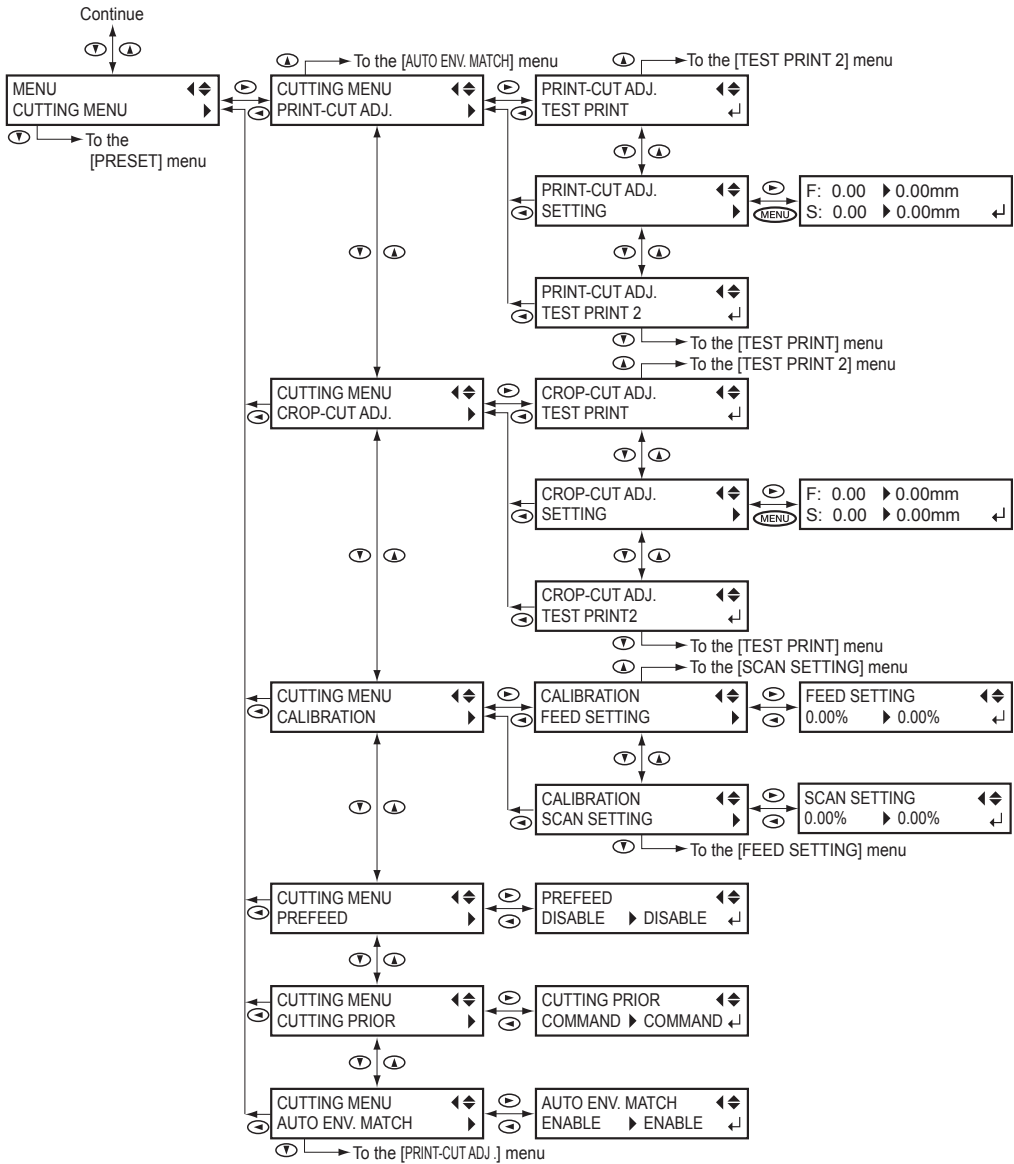 Continue
To the [AUTO ENV. MATCH] menu
To the [TEST PRINT 2] menu
MENU
CUTTING MENU
To the
[PRESET] menu
CUTTING MENU
PRINT-CUT ADJ.
PRINT-CUT ADJ.
TEST PRINT
PRINT-CUT ADJ.
SETTING
MENU
F: 0.00 0.00mm
S: 0.00 0.00mm
PRINT-CUT ADJ.
TEST PRINT 2
To the [TEST PRINT] menu
To the [TEST PRINT 2] menu
CUTTING MENU
CROP-CUT ADJ.
CROP-CUT ADJ.
TEST PRINT
CROP-CUT ADJ.
SETTING
MENU
F: 0.00 0.00mm
S: 0.00 0.00mm
CROP-CUT ADJ.
TEST PRINT2
To the [TEST PRINT] menu
To the [SCAN SETTING] menu
CUTTING MENU
CALIBRATION
CALIBRATION
FEED SETTING
FEED SETTING
0.00% 0.00%
CALIBRATION
SCAN SETTING
SCAN SETTING
0.00% 0.00%
To the [FEED SETTING] menu
CUTTING MENU
PREFEED
PREFEED
DISABLE DISABLE
CUTTING MENU
CUTTING PRIOR
CUTTING PRIOR
COMMAND COMMAND
CUTTING MENU
AUTO ENV. MATCH
AUTO ENV. MATCH
ENABLE ENABLE
To the [PRINT-CUT ADJ .] menu